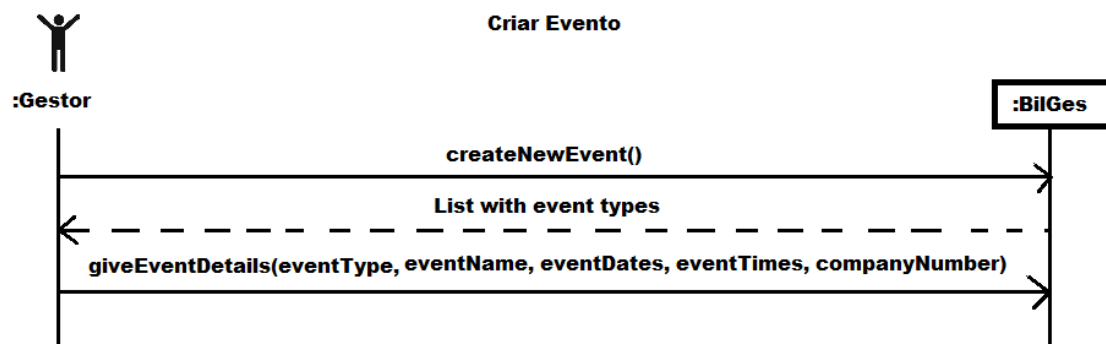 Criar Evento
:Gestor
:BilGes
createNewEvent()
List with event types
giveEventDetails(eventType, eventName, eventDates, eventTimes, companyNumber)